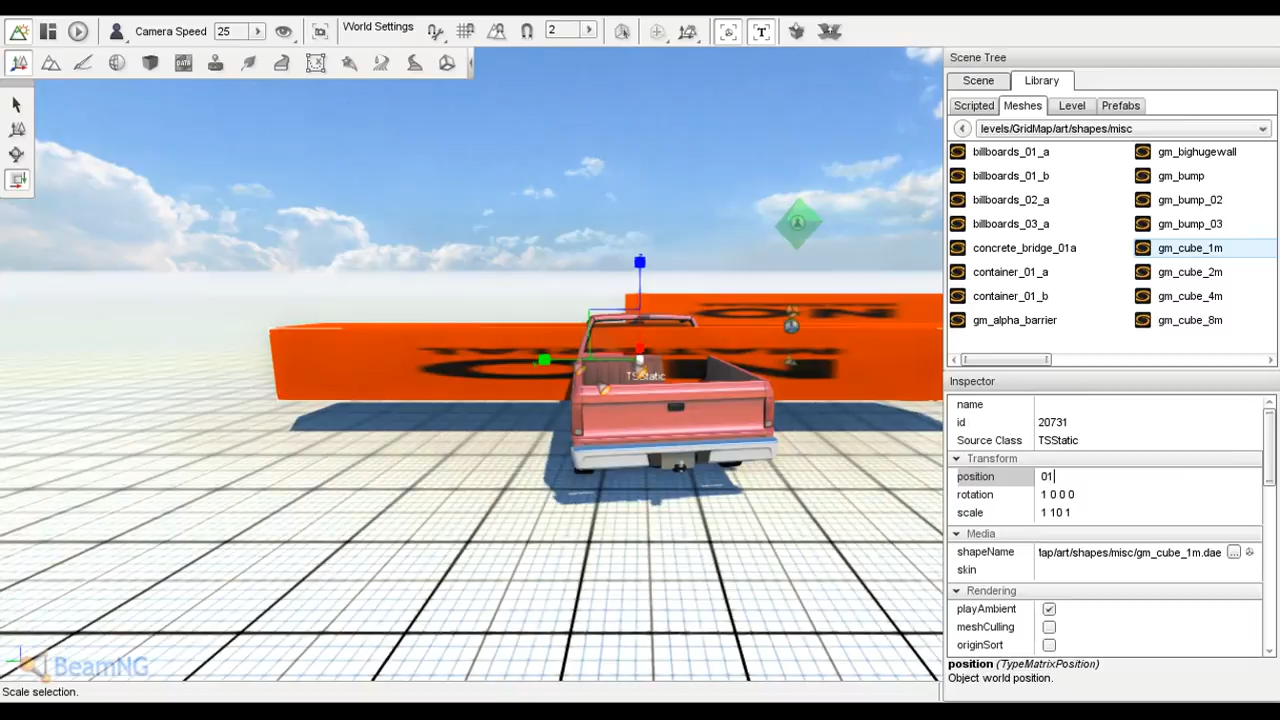 Camera Speed 25 World Settings 2
DATA T
TSStatic
BeamNG
Scale selection.
Scene Tree
Scene Library
Scripted Meshes Level Prefabs
levels/GridMap/art/shapes/misc
billboards_01_a gm_bighugewall
billboards_01_b gm_bump
billboards_02_a gm_bump_02
billboards_03_a gm_bump_03
concrete_bridge_01a gm_cube_1m
container_01_a gm_cube_2m
container_01_b gm_cube_4m
gm_alpha_barrier gm_cube_8m
Inspector
name
id 20731
Source Class TSStatic
Transform
position 01
rotation 1 0 0 0
scale 1 10 1
Media
shapeName ap/art/shapes/misc/gm_cube_1m.dae ...
skin
Rendering
playAmbient
meshCulling
originSort
position (TypeMatrixPosition)
Object world position.